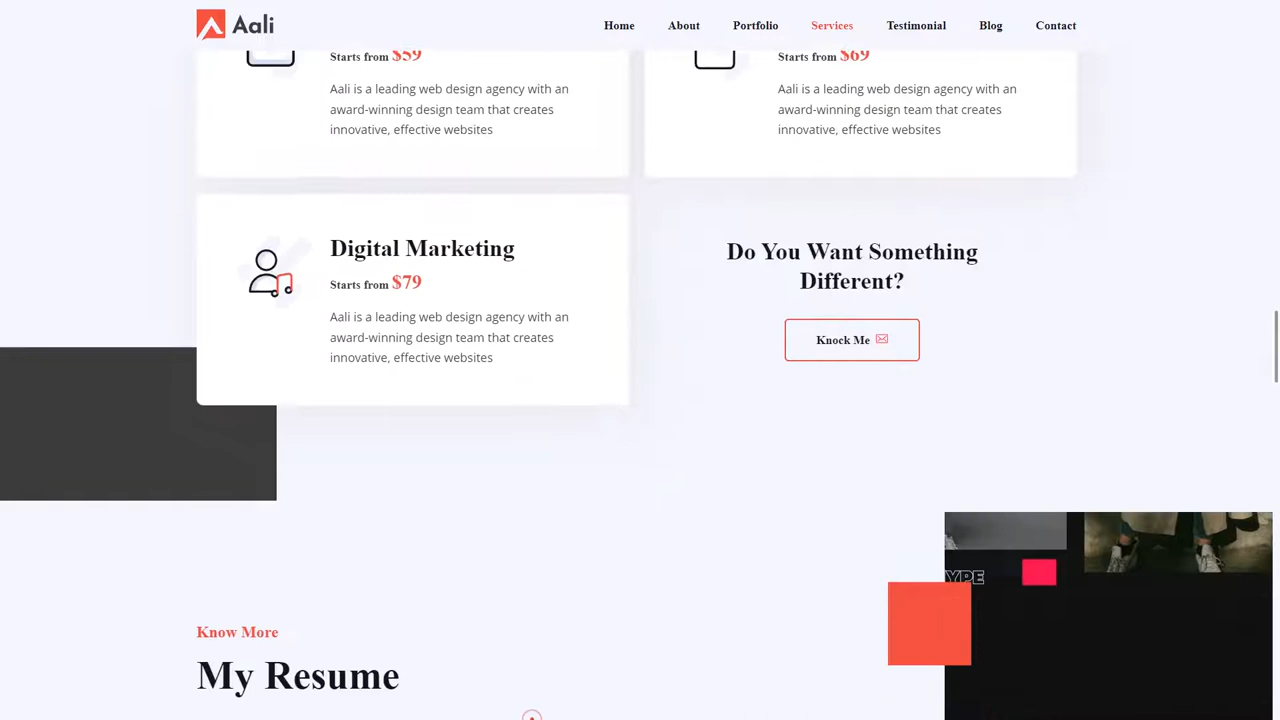 Aali
Home About Portfolio Services Testimonial Blog Contact
Starts from $59
Aali is a leading web design agency with an
award-winning design team that creates
innovative, effective websites
Starts from $69
Aali is a leading web design agency with an
award-winning design team that creates
innovative, effective websites
Digital Marketing
Starts from $79
Aali is a leading web design agency with an
award-winning design team that creates
innovative, effective websites
Do You Want Something
Different?
Knock Me
YPE
Know More
My Resume